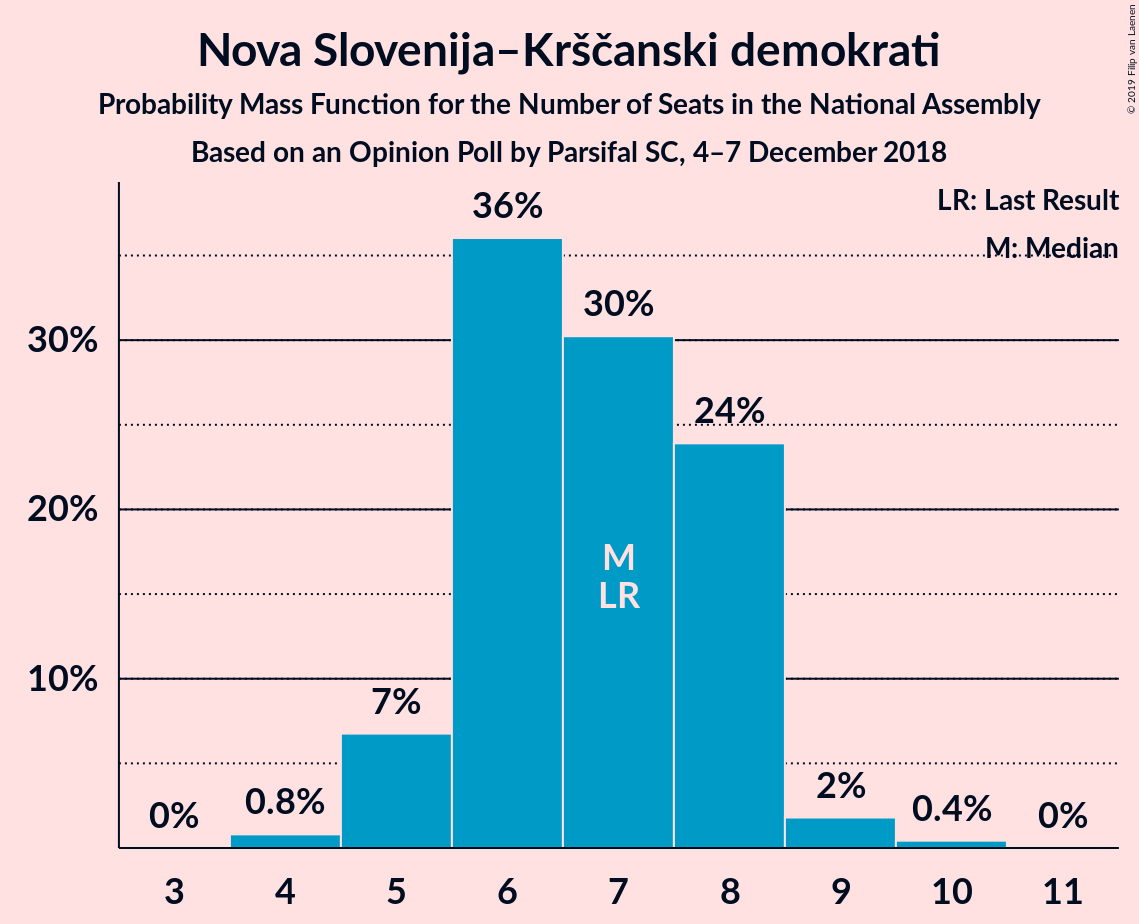 Nova Slovenija–Krščanski demokrati
Probability Mass Function for the Number of Seats in the National Assembly
Based on an Opinion Poll by Parsifal SC, 4–7 December 2018
© 2019 Filip van Laenen
LR: Last Result
M: Median
30%
20%
10%
0%
0.8%
7%
36%
30%
24%
2%
0.4%
0%
M
LR
3 4 5 6 7 8 9 10 11